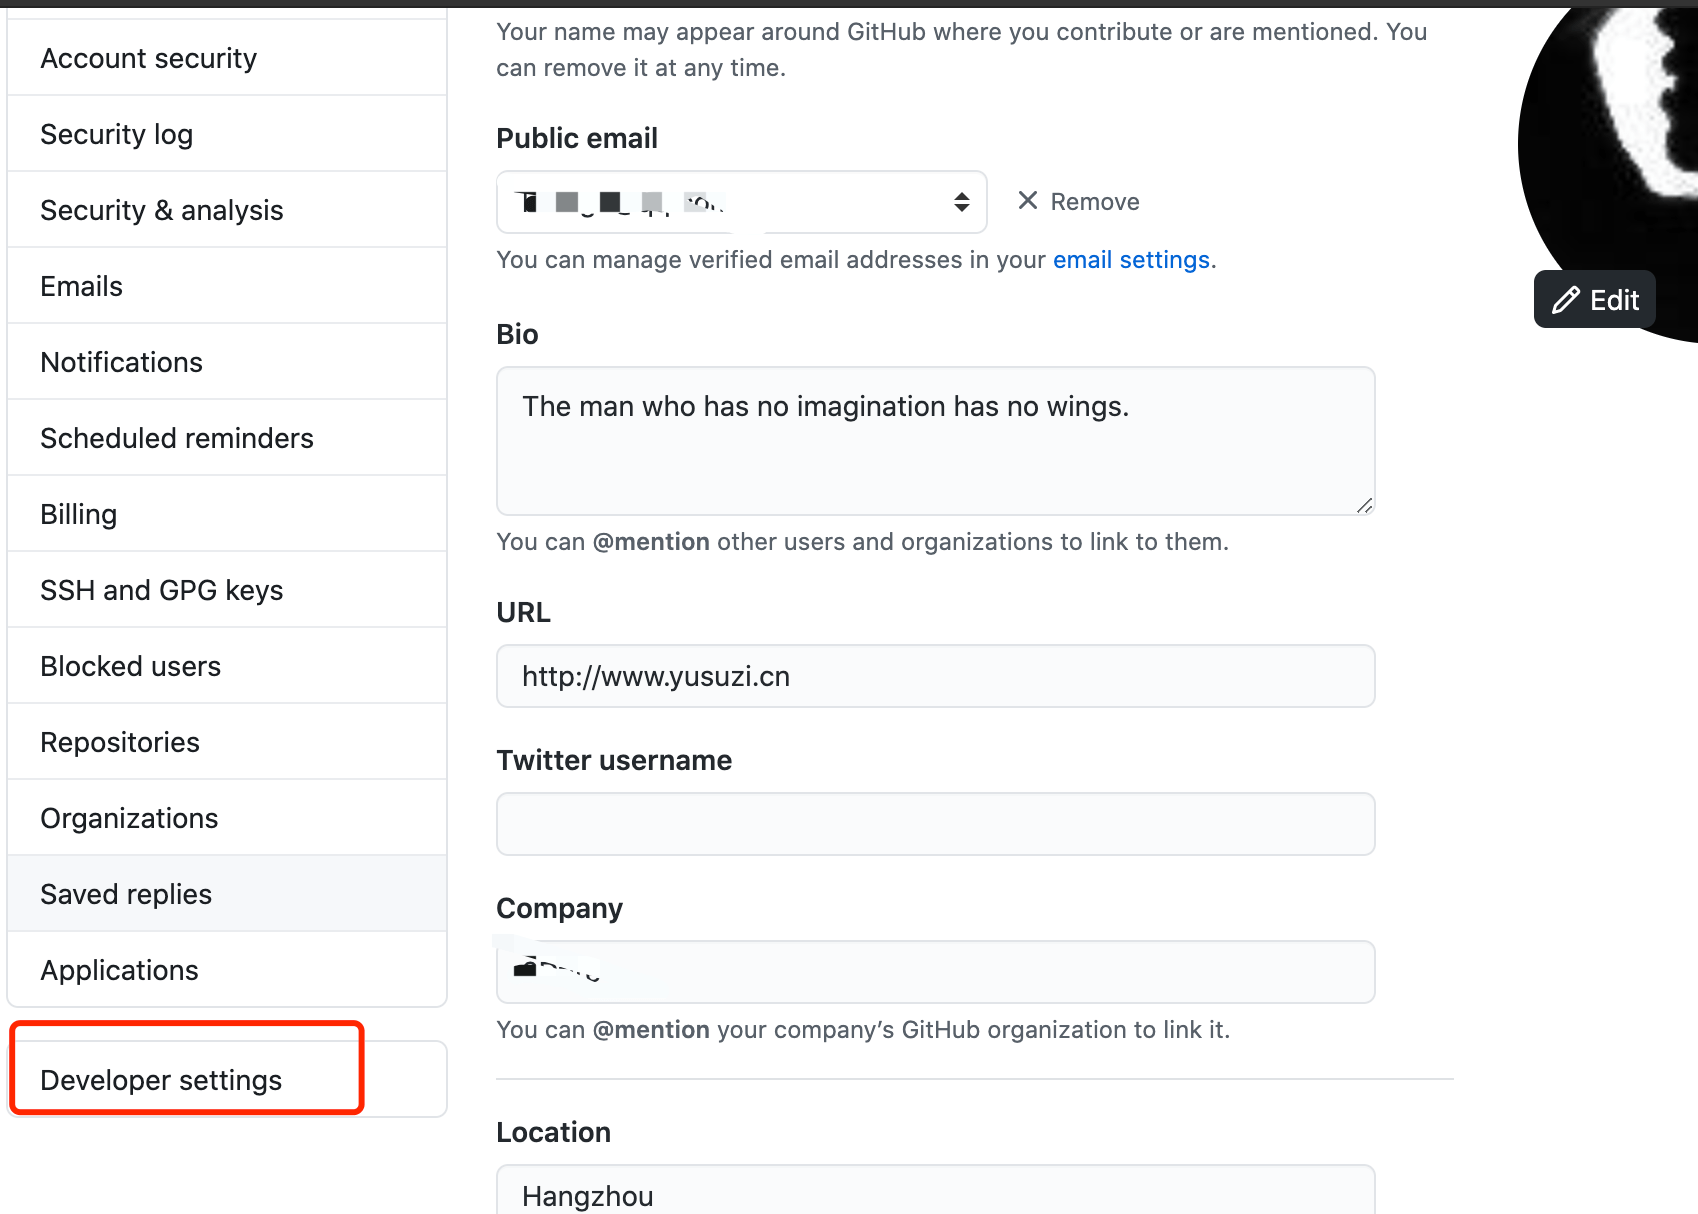 Account security
Security log
Security & analysis
Emails
Notifications
Scheduled reminders
Billing
SSH and GPG keys
Blocked users
Repositories
Organizations
Saved replies
Applications
Developer settings
Your name may appear around GitHub where you contribute or are mentioned. You
can remove it at any time.
Public email
Remove
You can manage verified email addresses in your email settings.
Bio
The man who has no imagination has no wings.
You can @mention other users and organizations to link to them.
URL
http://www.yusuzi.cn
Twitter username
Company
You can @mention your company’s GitHub organization to link it.
Location
Hangzhou
Edit